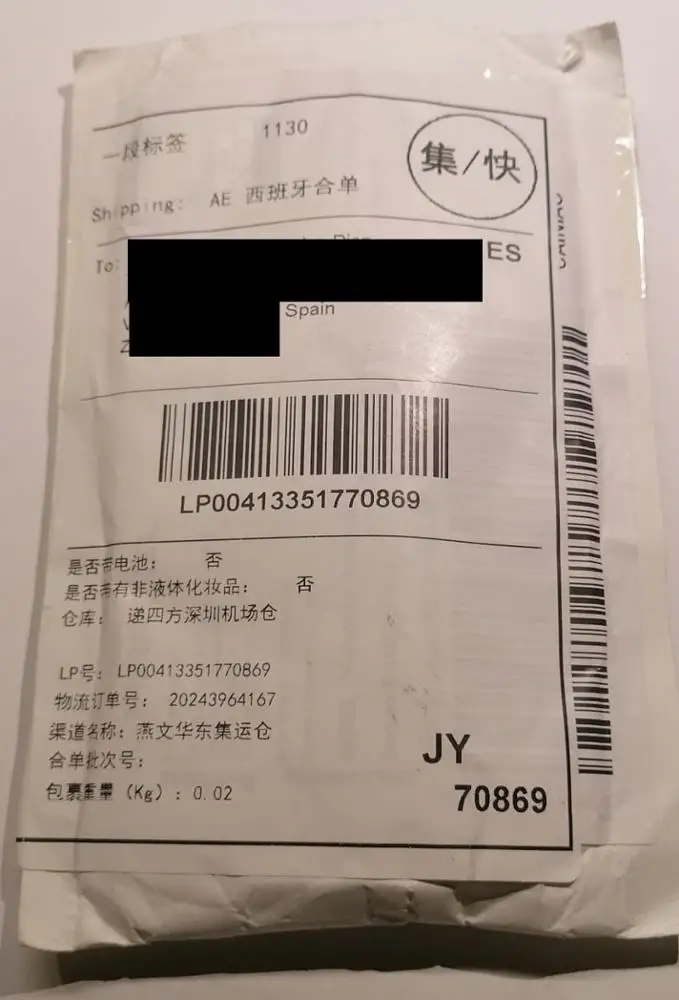 一段标签 1130
集/快
Shipping: AE 西班牙合单
To:
ES
Spain
LP00413351770869
是否带电池: 否
是否带有非液体化妆品: 否
仓库: 递四方深圳机场仓
LP号: LP00413351770869
物流订单号: 20243964167
渠道名称: 燕文华东集运仓
合单批次号:
包裹重量 (Kg) : 0.02
JY
70869
CAINIAO